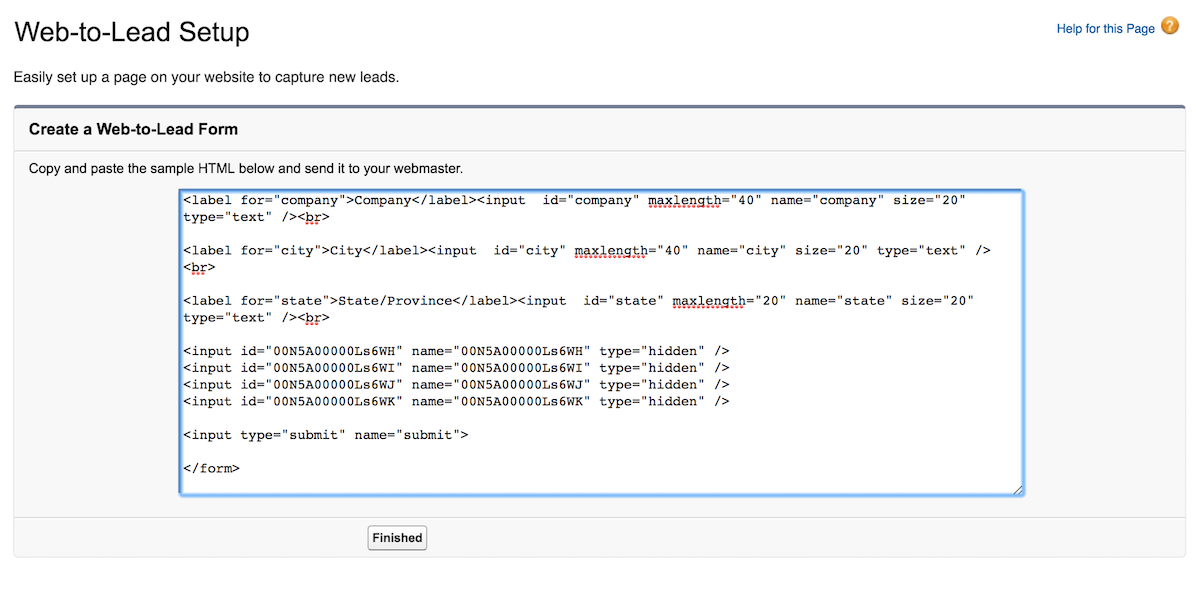 Web-to-Lead Setup
Help for this Page ?
Easily set up a page on your website to capture new leads.
Create a Web-to-Lead Form
Copy and paste the sample HTML below and send it to your webmaster.
<label for="company">Company</label><input  id="company" maxlength="40" name="company" size="20"
type="text" /><br>
<label for="city">City</label><input  id="city" maxlength="40" name="city" size="20" type="text" />
<br>
<label for="state">State/Province</label><input  id="state" maxlength="20" name="state" size="20"
type="text" /><br>
<input id="00N5A00000Ls6WH" name="00N5A00000Ls6WH" type="hidden" />
<input id="00N5A00000Ls6WI" name="00N5A00000Ls6WI" type="hidden" />
<input id="00N5A00000Ls6WJ" name="00N5A00000Ls6WJ" type="hidden" />
<input id="00N5A00000Ls6WK" name="00N5A00000Ls6WK" type="hidden" />
<input type="submit" name="submit">
</form>
Finished